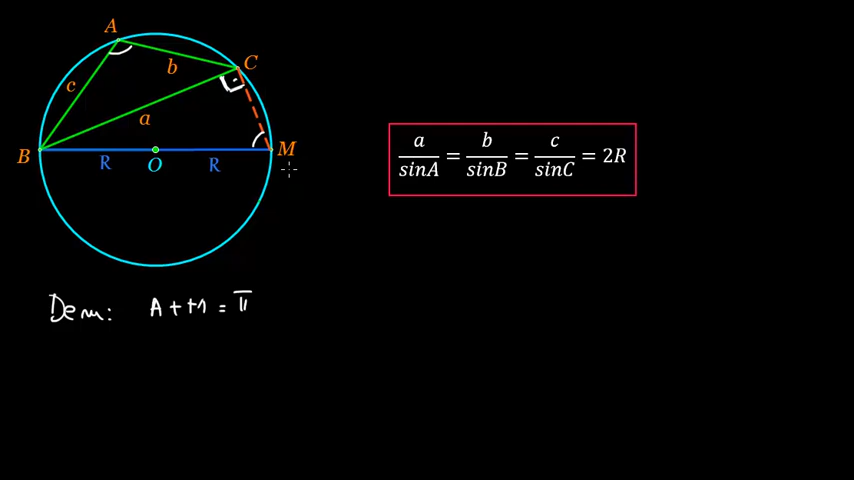 A
C
b
c
a
B
M
R
O
R
a/sinA = b/sinB = c/sinC = 2R
Dem: A + M = π